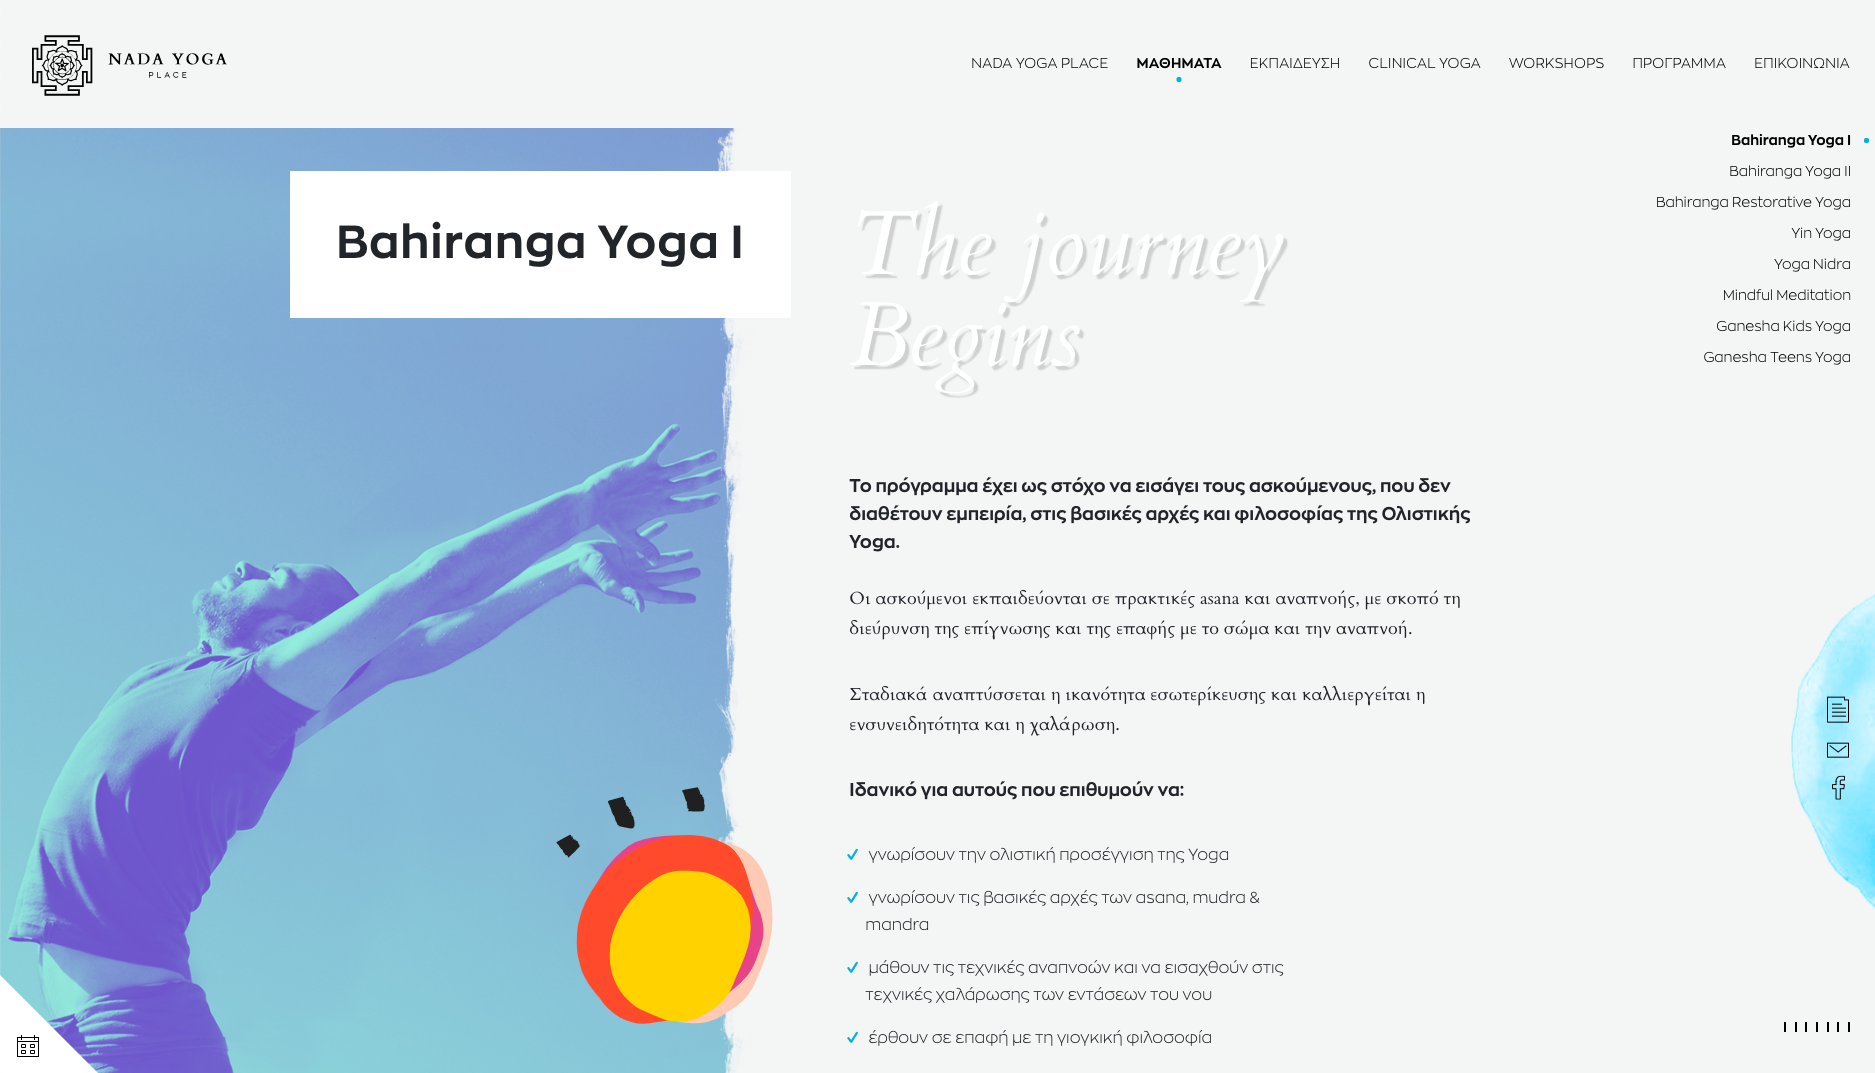 NADA YOGA
PLACE
NADA YOGA PLACE ΜΑΘΗΜΑΤΑ ΕΚΠΑΙΔΕΥΣΗ CLINICAL YOGA WORKSHOPS ΠΡΟΓΡΑΜΜΑ ΕΠΙΚΟΙΝΩΝΙΑ
Bahiranga Yoga I
Bahiranga Yoga II
Bahiranga Restorative Yoga
Yin Yoga
Yoga Nidra
Mindful Meditation
Ganesha Kids Yoga
Ganesha Teens Yoga
Bahiranga Yoga I
The journey
Begins
Το πρόγραμμα έχει ως στόχο να εισάγει τους ασκούμενους, που δεν
διαθέτουν εμπειρία, στις βασικές αρχές και φιλοσοφίας της Ολιστικής
Yoga.
Οι ασκούμενοι εκπαιδεύονται σε πρακτικές asana και αναπνοής, με σκοπό τη
διεύρυνση της επίγνωσης και της επαφής με το σώμα και την αναπνοή.
Σταδιακά αναπτύσσεται η ικανότητα εσωτερίκευσης και καλλιεργείται η
ενσυνειδητότητα και η χαλάρωση.
Ιδανικό για αυτούς που επιθυμούν να:
γνωρίσουν την ολιστική προσέγγιση της Yoga
γνωρίσουν τις βασικές αρχές των asana, mudra &
mandra
μάθουν τις τεχνικές αναπνοών και να εισαχθούν στις
τεχνικές χαλάρωσης των εντάσεων του νου
έρθουν σε επαφή με τη γιογκική φιλοσοφία